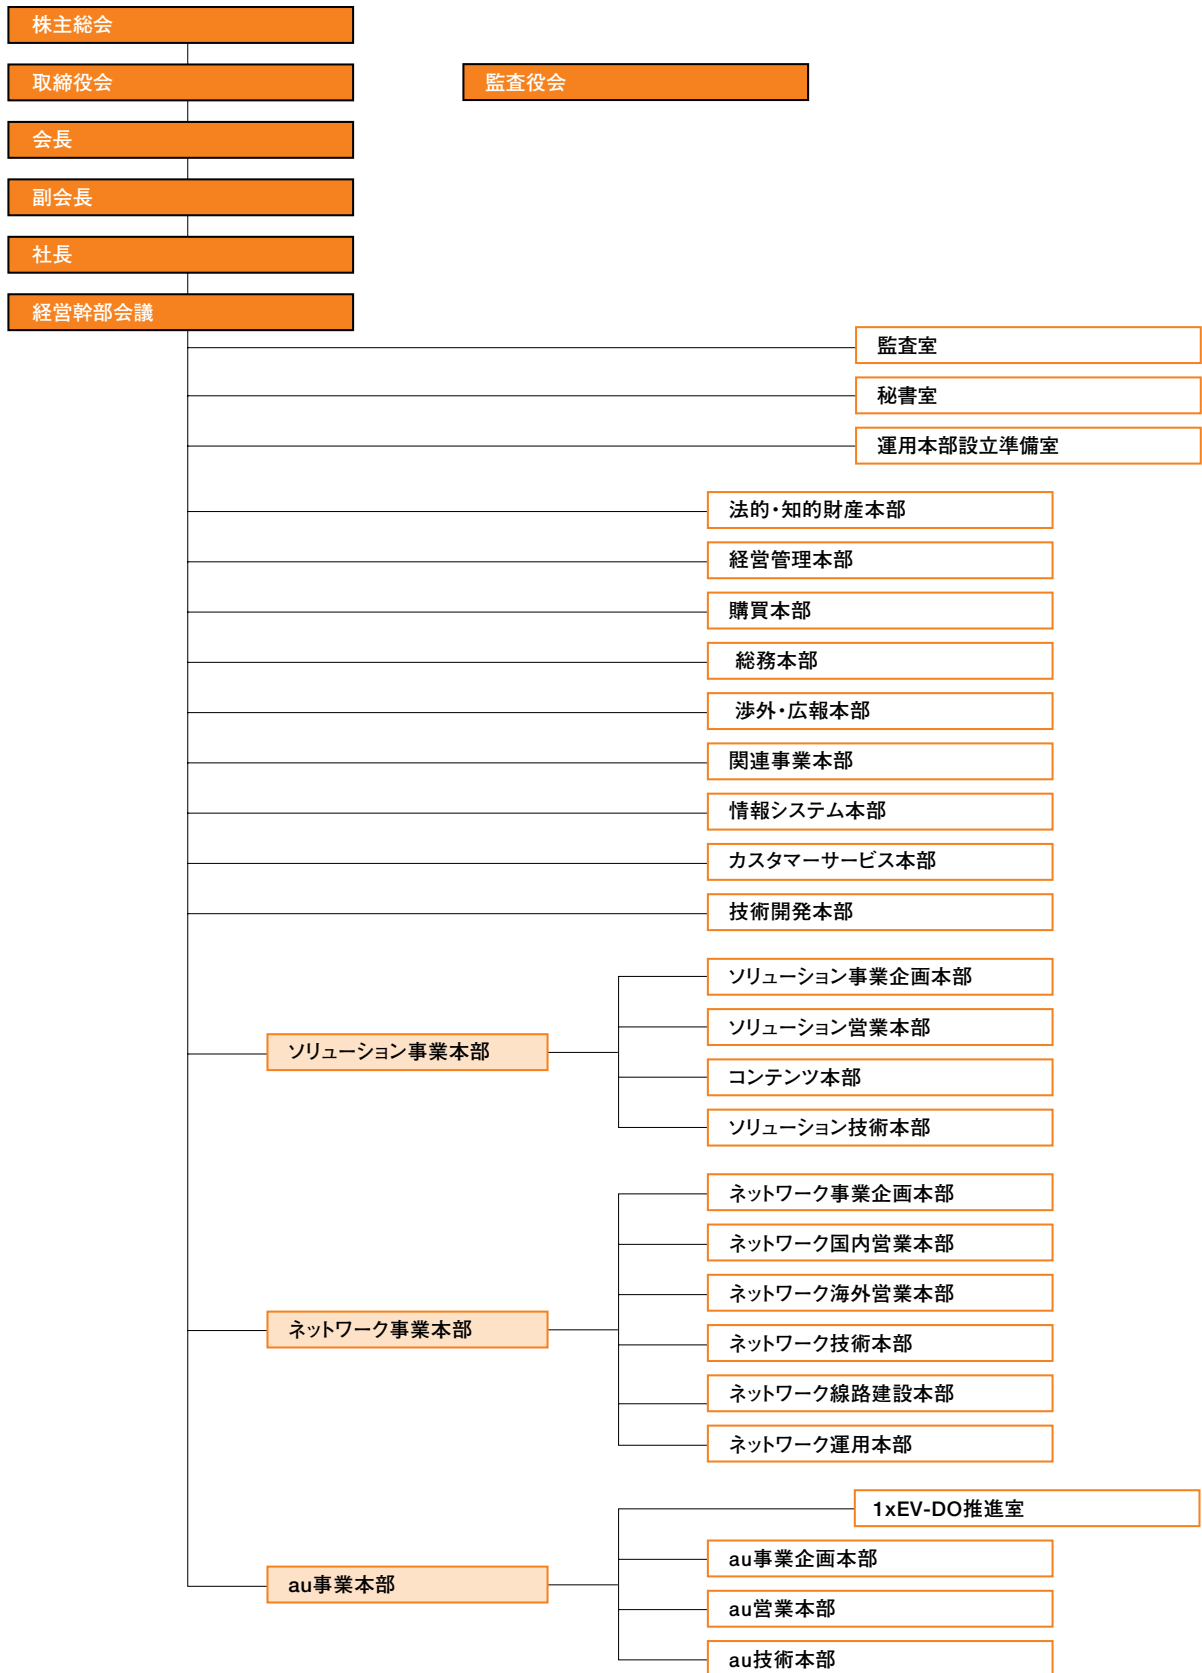 株主総会
取締役会
監査役会
会長
副会長
社長
経営幹部会議
監査室
秘書室
運用本部設立準備室
法的・知的財産本部
経営管理本部
購買本部
総務本部
渉外・広報本部
関連事業本部
情報システム本部
カスタマーサービス本部
技術開発本部
ソリューション事業本部
ソリューション事業企画本部
ソリューション営業本部
コンテンツ本部
ソリューション技術本部
ネットワーク事業本部
ネットワーク事業企画本部
ネットワーク国内営業本部
ネットワーク海外営業本部
ネットワーク技術本部
ネットワーク線路建設本部
ネットワーク運用本部
au事業本部
1xEV-DO推進室
au事業企画本部
au営業本部
au技術本部